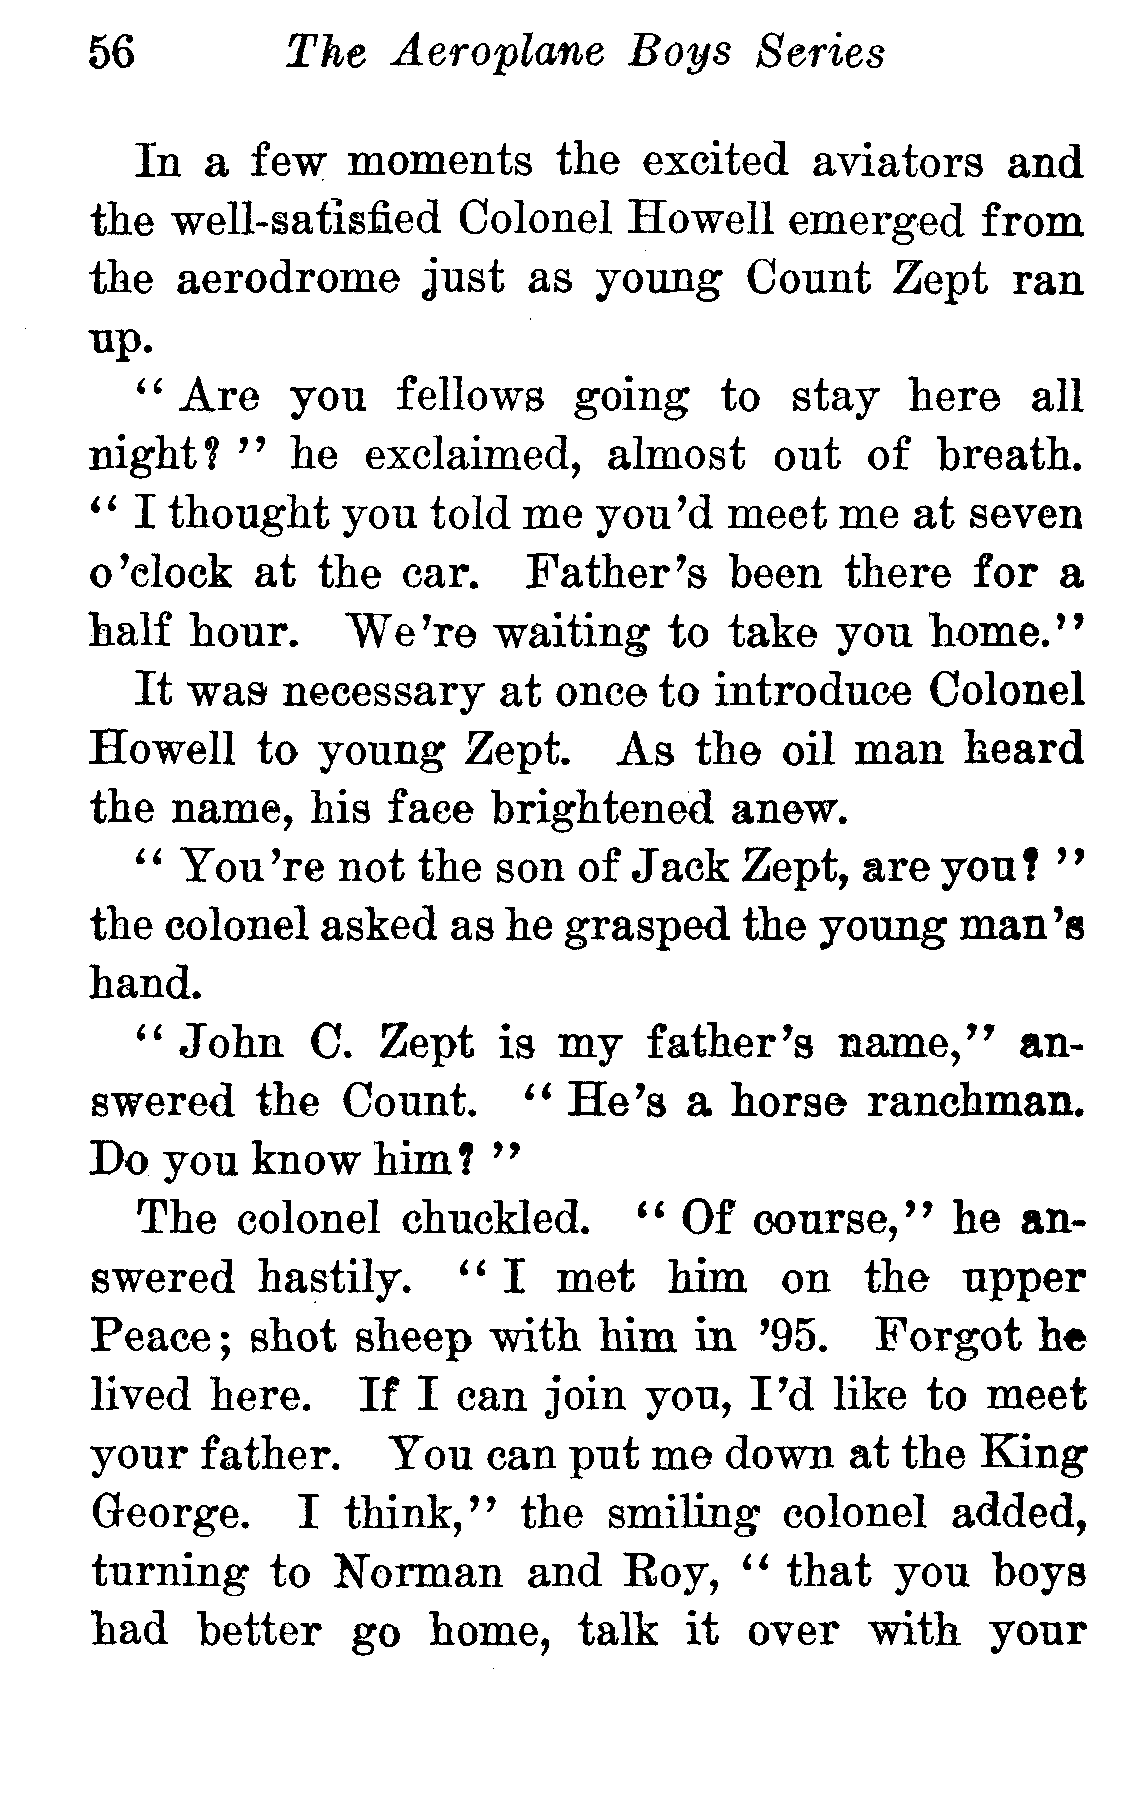 56 The Aeroplane Boys Series
In a few moments the excited aviators and
the well-satisfied Colonel Howell emerged from
the aerodrome just as young Count Zept ran
up.
“ Are you fellows going to stay here all
night? ” he exclaimed, almost out of breath.
“ I thought you told me you’d meet me at seven
o’clock at the car. Father’s been there for a
half hour. We’re waiting to take you home.”
It was necessary at once to introduce Colonel
Howell to young Zept. As the oil man heard
the name, his face brightened anew.
“ You’re not the son of Jack Zept, are you? ”
the colonel asked as he grasped the young man’s
hand.
“ John C. Zept is my father’s name,” an-
swered the Count. “ He’s a horse ranchman.
Do you know him? ”
The colonel chuckled. “ Of course,” he an-
swered hastily. “ I met him on the upper
Peace; shot sheep with him in ’95. Forgot he
lived here. If I can join you, I’d like to meet
your father. You can put me down at the King
George. I think,” the smiling colonel added,
turning to Norman and Roy, “ that you boys
had better go home, talk it over with your